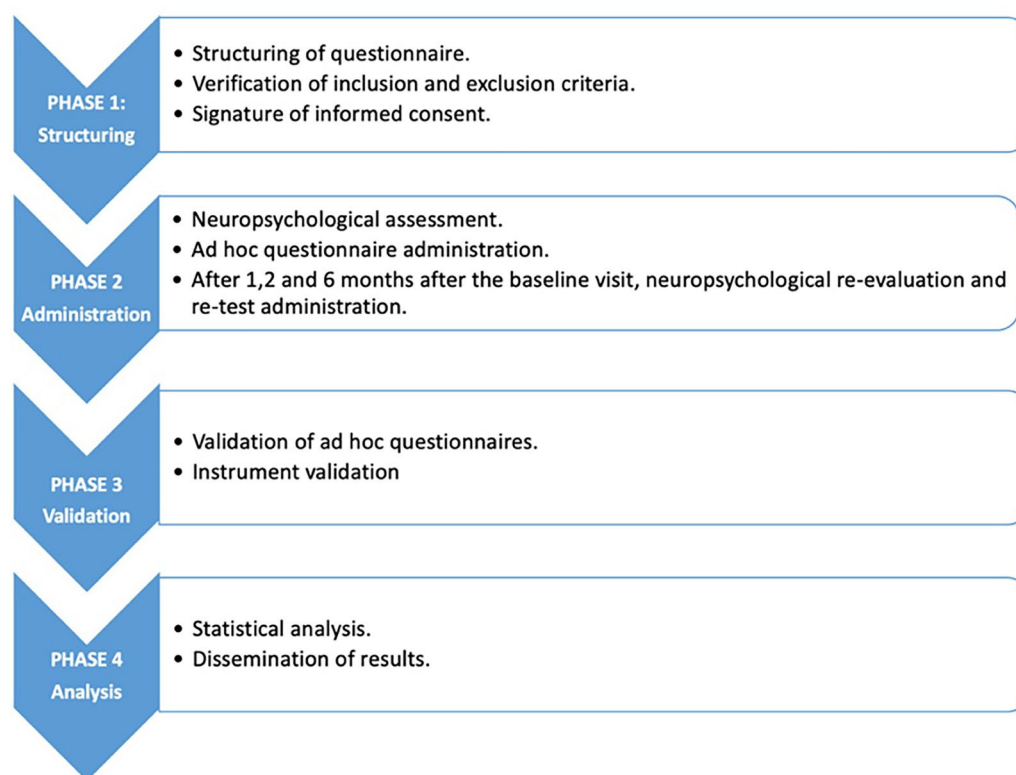 PHASE 1:
Structuring
• Structuring of questionnaire.
• Verification of inclusion and exclusion criteria.
• Signature of informed consent.
PHASE 2
Administration
• Neuropsychological assessment.
• Ad hoc questionnaire administration.
• After 1,2 and 6 months after the baseline visit, neuropsychological re-evaluation and
re-test administration.
PHASE 3
Validation
• Validation of ad hoc questionnaires.
• Instrument validation
PHASE 4
Analysis
• Statistical analysis.
• Dissemination of results.